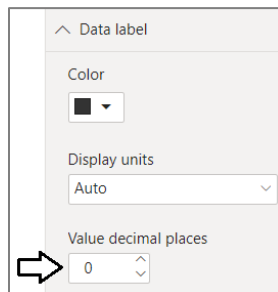 Data label
Color
Display units
Auto
Value decimal places
0